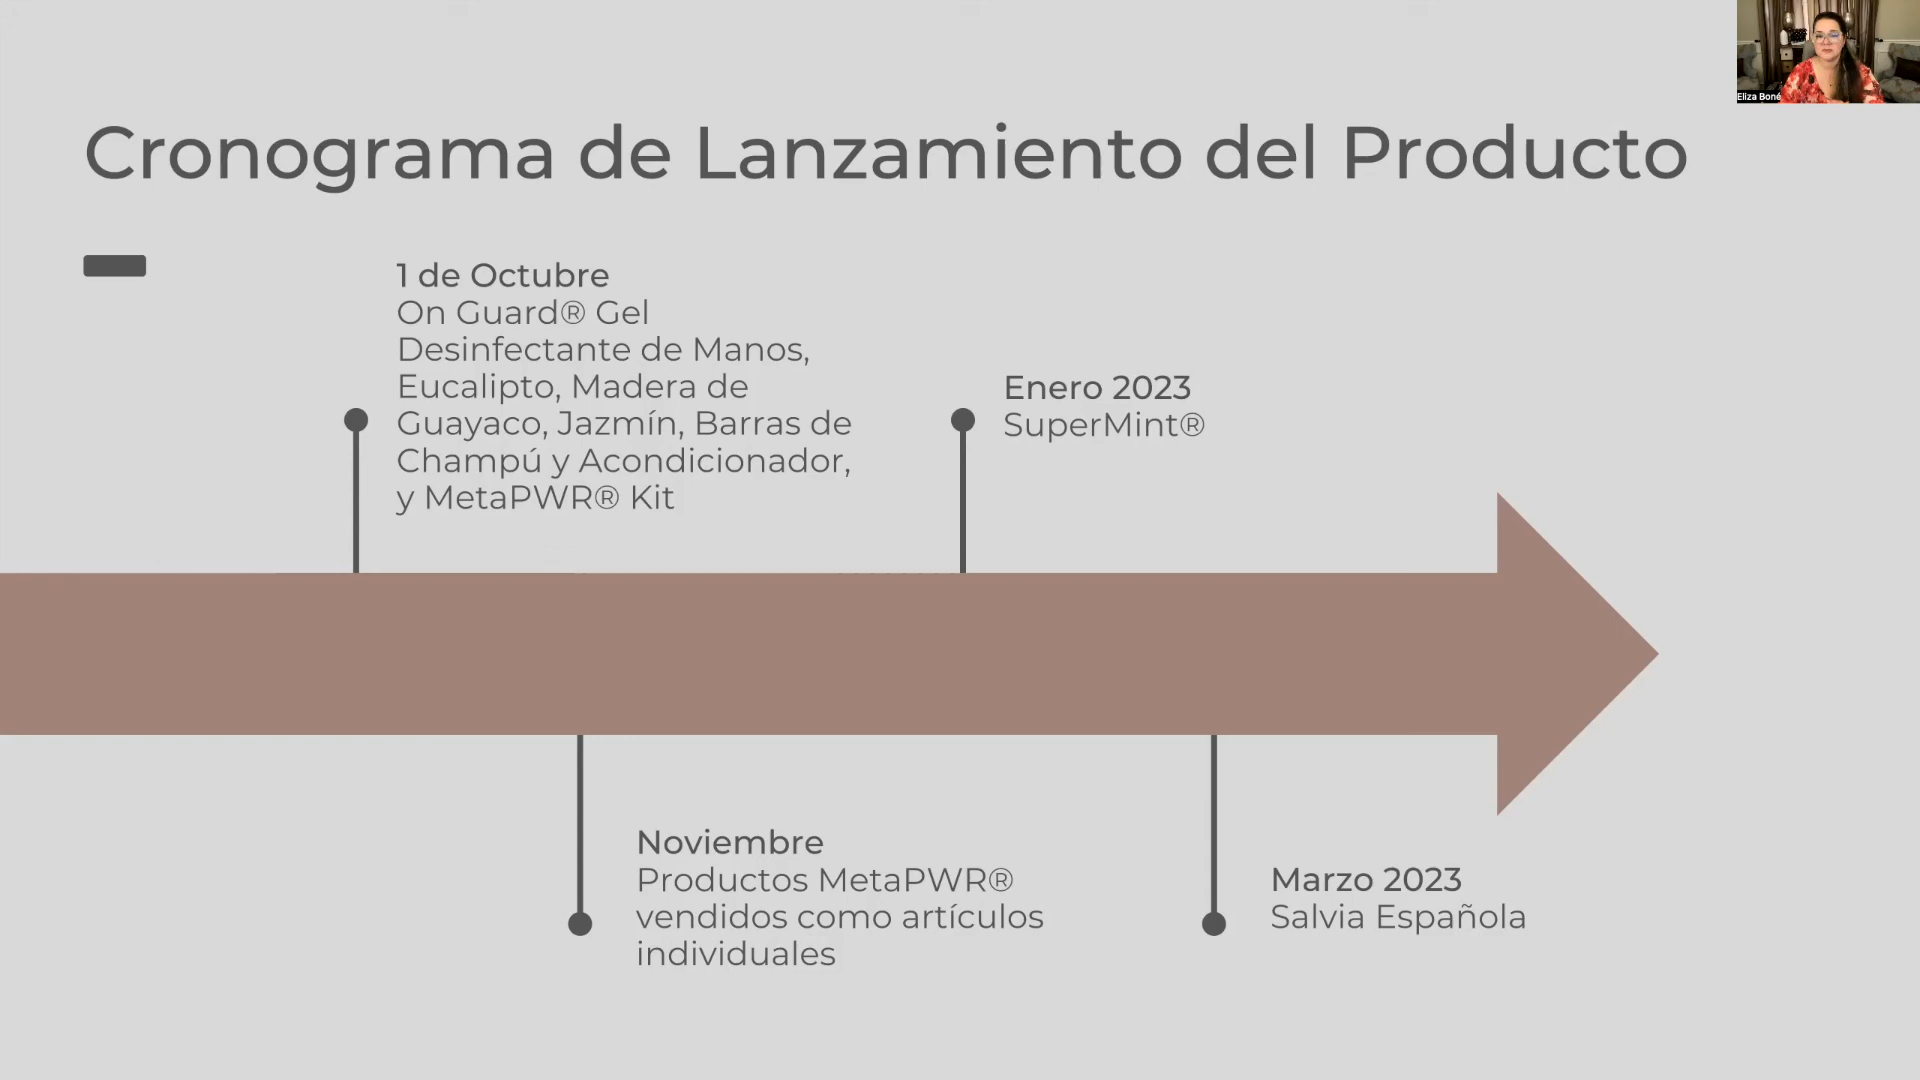 Eliza Boné
Cronograma de Lanzamiento del Producto
1 de Octubre
On Guard® Gel
Desinfectante de Manos,
Eucalipto, Madera de
Guayaco, Jazmín, Barras de
Champú y Acondicionador,
y MetaPWR® Kit
Enero 2023
SuperMint®
Noviembre
Productos MetaPWR®
vendidos como artículos
individuales
Marzo 2023
Salvia Española